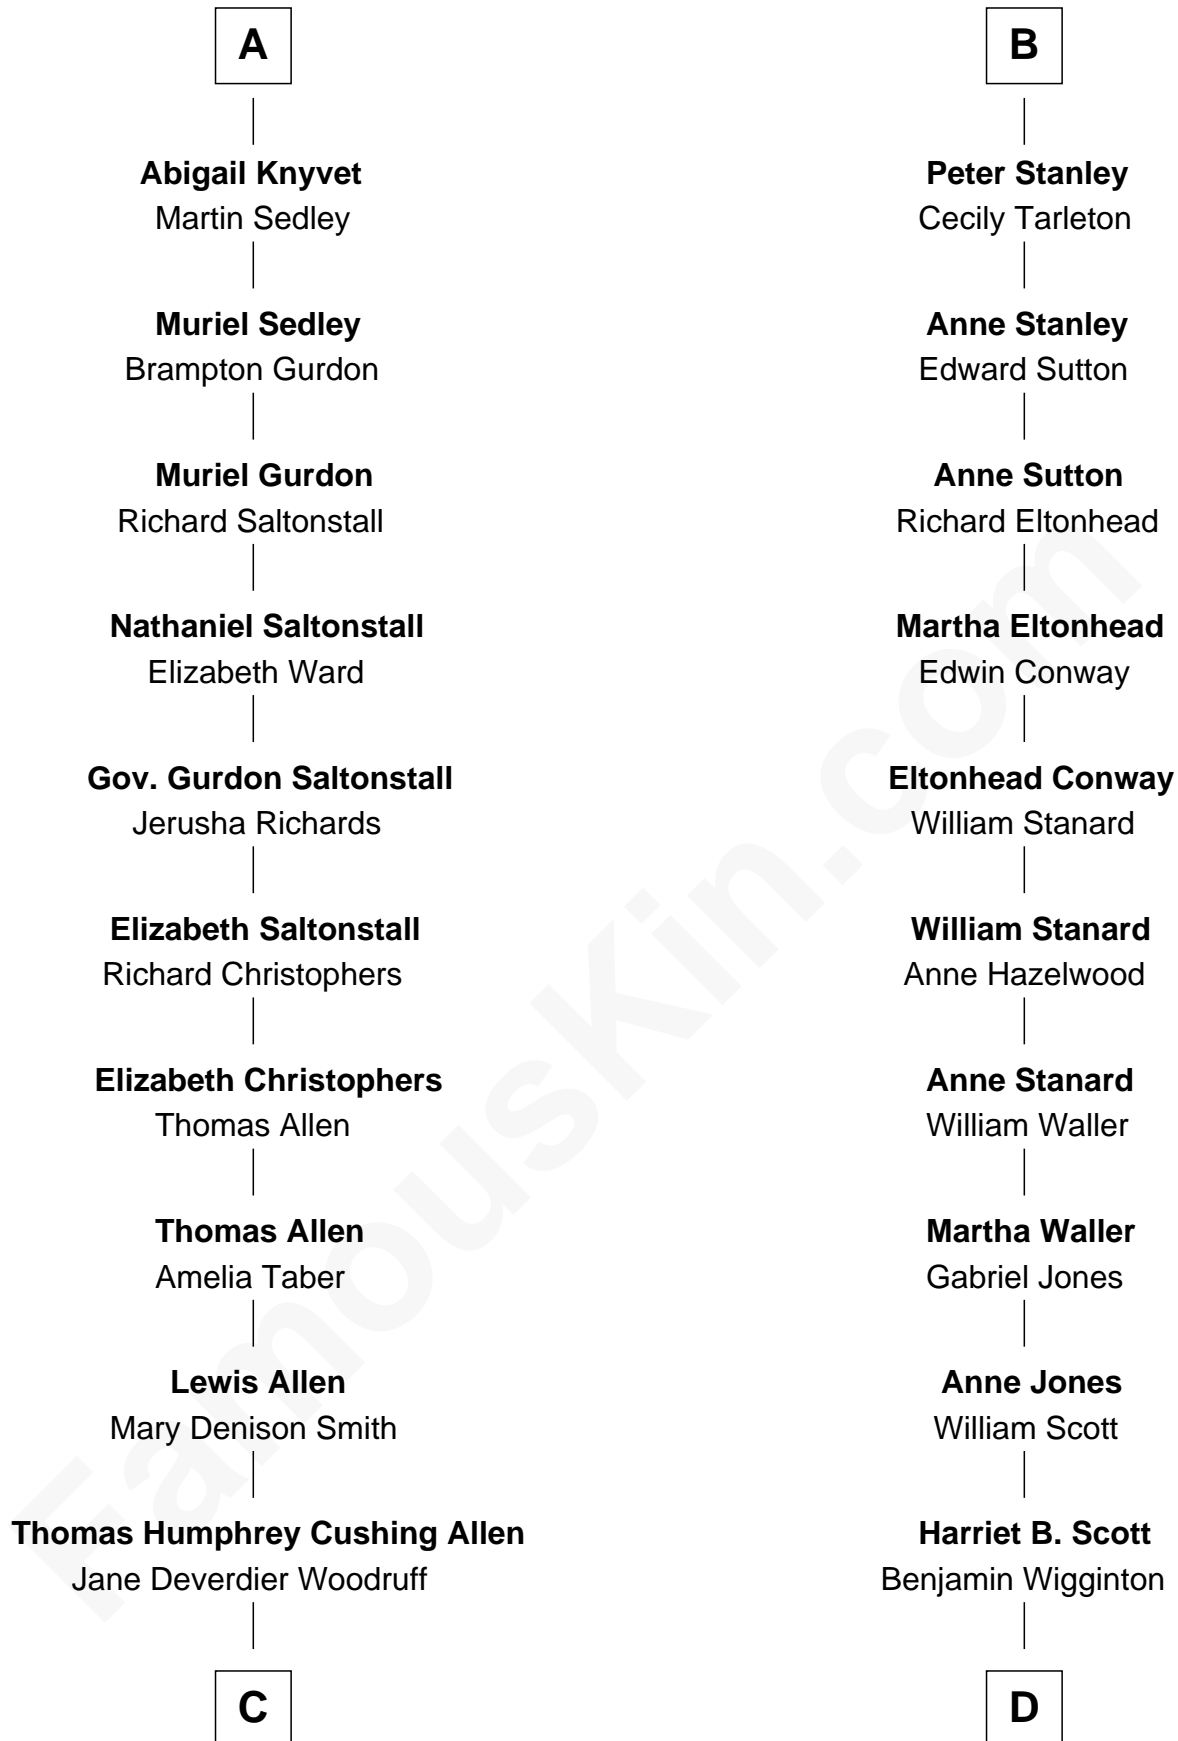 A
Abigail Knyvet
Martin Sedley
Muriel Sedley
Brampton Gurdon
Muriel Gurdon
Richard Saltonstall
Nathaniel Saltonstall
Elizabeth Ward
Gov. Gurdon Saltonstall
Jerusha Richards
Elizabeth Saltonstall
Richard Christophers
Elizabeth Christophers
Thomas Allen
Thomas Allen
Amelia Taber
Lewis Allen
Mary Denison Smith
Thomas Humphrey Cushing Allen
Jane Deverdier Woodruff
C
B
Peter Stanley
Cecily Tarleton
Anne Stanley
Edward Sutton
Anne Sutton
Richard Eltonhead
Martha Eltonhead
Edwin Conway
Eltonhead Conway
William Stanard
William Stanard
Anne Hazelwood
Anne Stanard
William Waller
Martha Waller
Gabriel Jones
Anne Jones
William Scott
Harriet B. Scott
Benjamin Wigginton
D
FamousKin.com